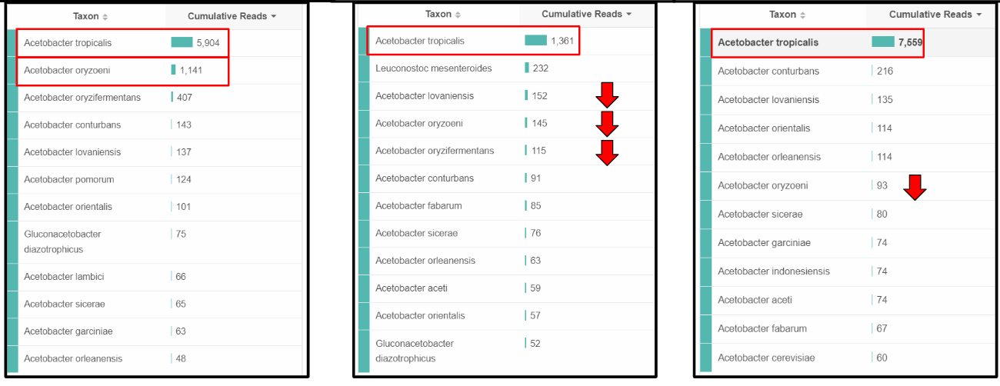 Taxon Cumulative Reads
Acetobacter tropicalis 5,904
Acetobacter oryzoeni 1,141
Acetobacter oryzifermentans 407
Acetobacter conturbans 143
Acetobacter lovaniensis 137
Acetobacter pomorum 124
Acetobacter orientalis 101
Gluconacetobacter 75
diazotrophicus
Acetobacter lambici 66
Acetobacter sicerae 65
Acetobacter garciniae 63
Acetobacter orleanensis 48
Taxon Cumulative Reads
Acetobacter tropicalis 1,361
Leuconostoc mesenteroides 232
Acetobacter lovaniensis 152
Acetobacter oryzoeni 145
Acetobacter oryzifermentans 115
Acetobacter conturbans 91
Acetobacter fabarum 85
Acetobacter sicerae 76
Acetobacter orleanensis 63
Acetobacter aceti 59
Acetobacter orientalis 57
Gluconacetobacter 52
diazotrophicus
Taxon Cumulative Reads
Acetobacter tropicalis 7,559
Acetobacter conturbans 216
Acetobacter lovaniensis 135
Acetobacter orientalis 114
Acetobacter orleanensis 114
Acetobacter oryzoeni 93
Acetobacter sicerae 80
Acetobacter garciniae 74
Acetobacter indonesiensis 74
Acetobacter aceti 74
Acetobacter fabarum 67
Acetobacter cerevisiae 60